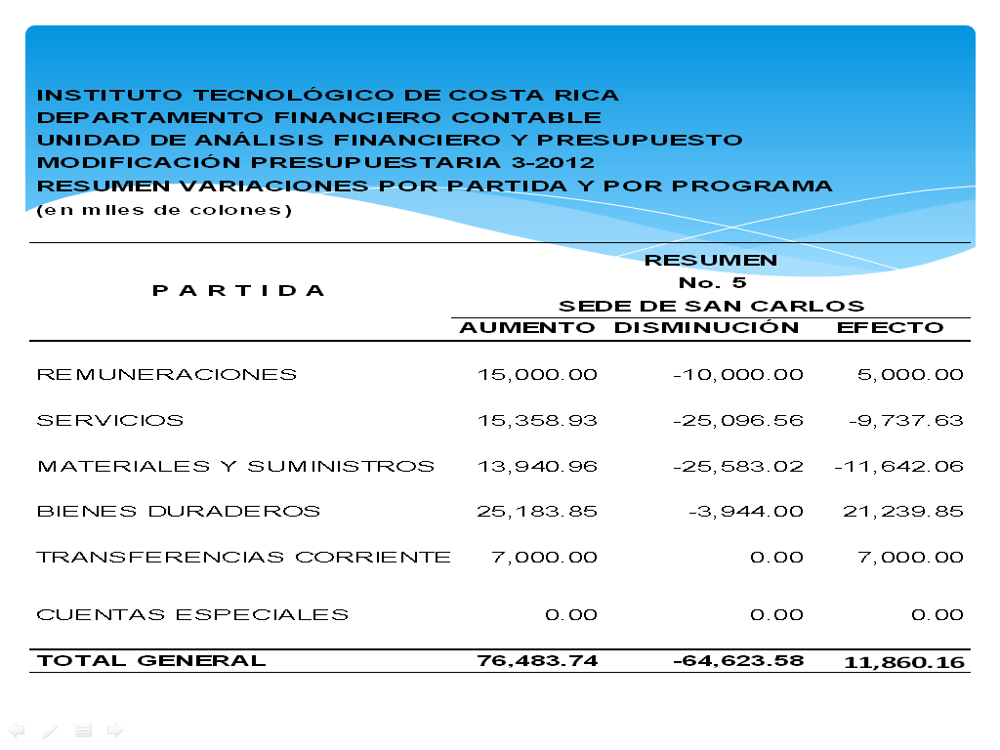 INSTITUTO TECNOLÓGICO DE COSTA RICA
DEPARTAMENTO FINANCIERO CONTABLE
UNIDAD DE ANÁLISIS FINANCIERO Y PRESUPUESTO
MODIFICACIÓN PRESUPUESTARIA 3-2012
RESUMEN VARIACIONES POR PARTIDA Y POR PROGRAMA
(en miles de colones)
RESUMEN
No. 5
P A R T I D A
SEDE DE SAN CARLOS
AUMENTO DISMINUCIÓN EFECTO
REMUNERACIONES 15,000.00 -10,000.00 5,000.00
SERVICIOS 15,358.93 -25,096.56 -9,737.63
MATERIALES Y SUMINISTROS 13,940.96 -25,583.02 -11,642.06
BIENES DURADEROS 25,183.85 -3,944.00 21,239.85
TRANSFERENCIAS CORRIENTE 7,000.00 0.00 7,000.00
CUENTAS ESPECIALES 0.00 0.00 0.00
TOTAL GENERAL 76,483.74 -64,623.58 11,860.16